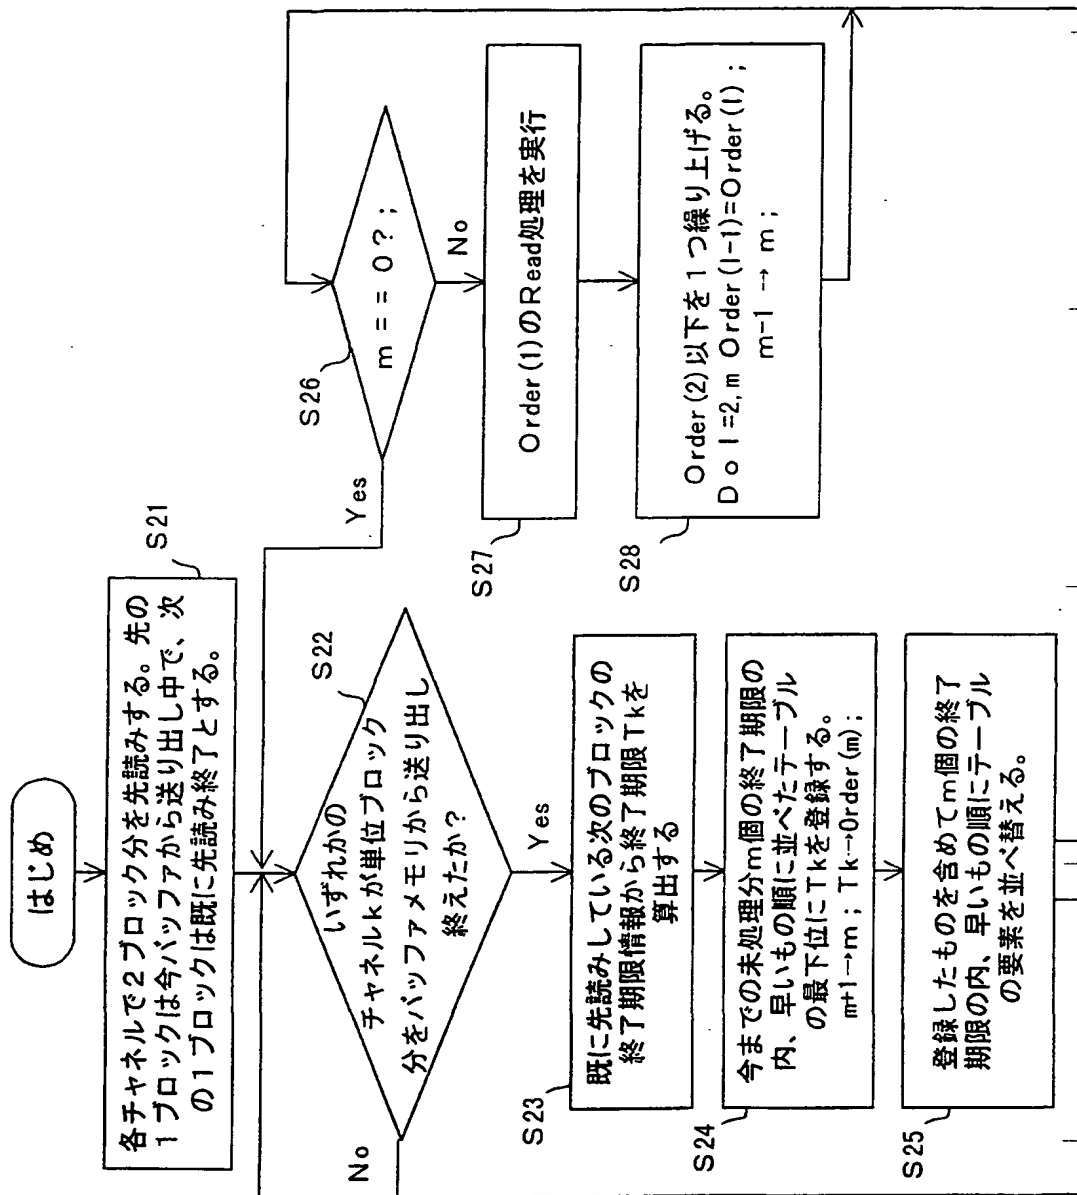 はじめ
各チャネルで2ブロック分を先読みする。先の
1ブロックは今バッファから送り出し中で、次
の1ブロックは既に先読み終了とする。
S21
いずれかの
チャネルkが単位ブロック
分をバッファメモリから送り出し
終えたか？
S22
No
Yes
既に先読みしている次のブロックの
終了期限情報から終了期限Tkを
算出する
S23
今までの未処理分m個の終了期限の
内、早いもの順に並べたテーブル
の最下位にTkを登録する。
m+1→m；Tk→Order(m)；
S24
登録したものを含めてm個の終了
期限の内、早いもの順にテーブル
の要素を並べ替える。
S25
m＝＝0？；
S26
Yes
No
Order(1)のRead処理を実行
S27
Order(2)以下を1つ繰り上げる。
Do l=2,m Order(l-1)=Order(l)；
m-1 → m；
S28